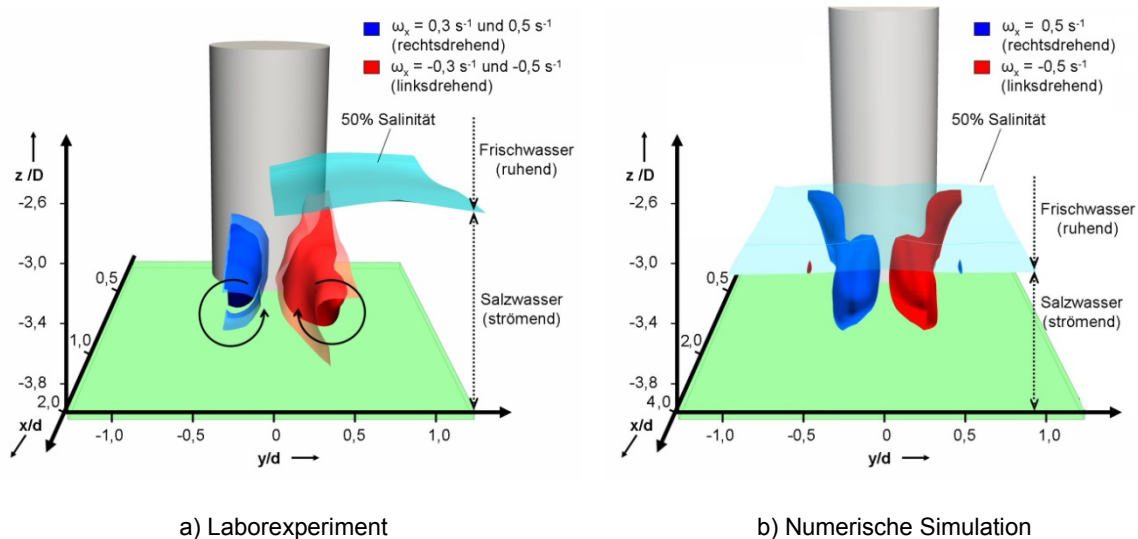 ωx = 0,3 s-1 und 0,5 s-1
(rechtsdrehend)
ωx = -0,3 s-1 und -0,5 s-1
(linksdrehend)
50% Salinität
Frischwasser
(ruhend)
Salzwasser
(strömend)
z /D
-2,6
-3,0
-3,4
-3,8
0,5
1,0
2,0
x/d
-1,0
-0,5
0
0,5
1,0
y/d
a) Laborexperiment
ωx = 0,5 s-1
(rechtsdrehend)
ωx = -0,5 s-1
(linksdrehend)
50% Salinität
Frischwasser
(ruhend)
Salzwasser
(strömend)
z/D
-2,6
-3,0
-3,4
-3,8
0,5
2,0
4,0
x/d
-1,0
-0,5
0
0,5
1,0
y/d
b) Numerische Simulation